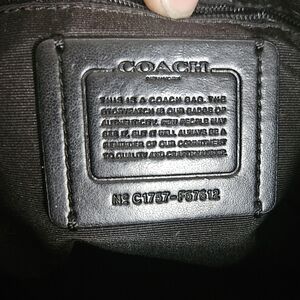 COACH
THIS IS A COACH BAG. THE
STORYPATCH IS OUR BADGE OF
AUTHENTICITY. FEW PEOPLE MAY
SEE IT, BUT IT WILL ALWAYS BE A
REMINDER OF OUR COMMITMENT
TO QUALITY AND CRAFTSMANSHIP.
Nº C1757-F57612